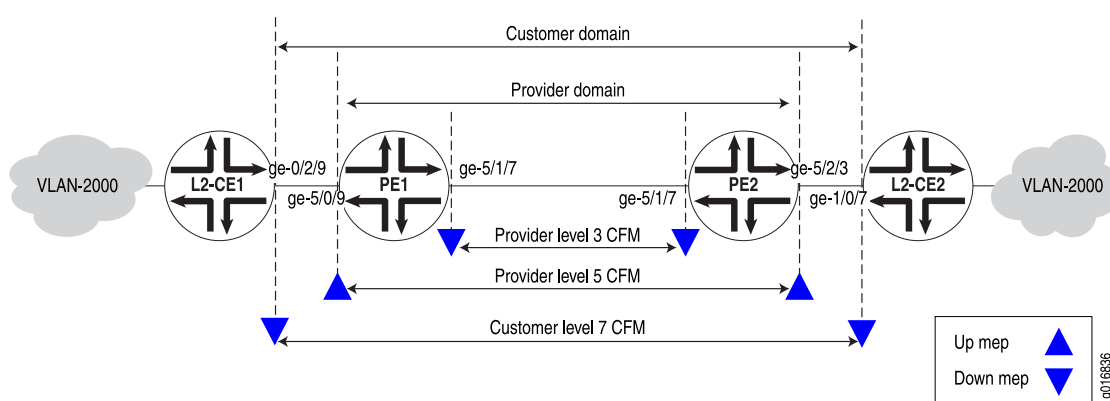 Customer domain
Provider domain
VLAN-2000
L2-CE1
ge-0/2/9
ge-5/0/9
PE1
ge-5/1/7
ge-5/1/7
PE2
ge-5/2/3
ge-1/0/7
L2-CE2
VLAN-2000
Provider level 3 CFM
Provider level 5 CFM
Customer level 7 CFM
Up mep
Down mep
g016836